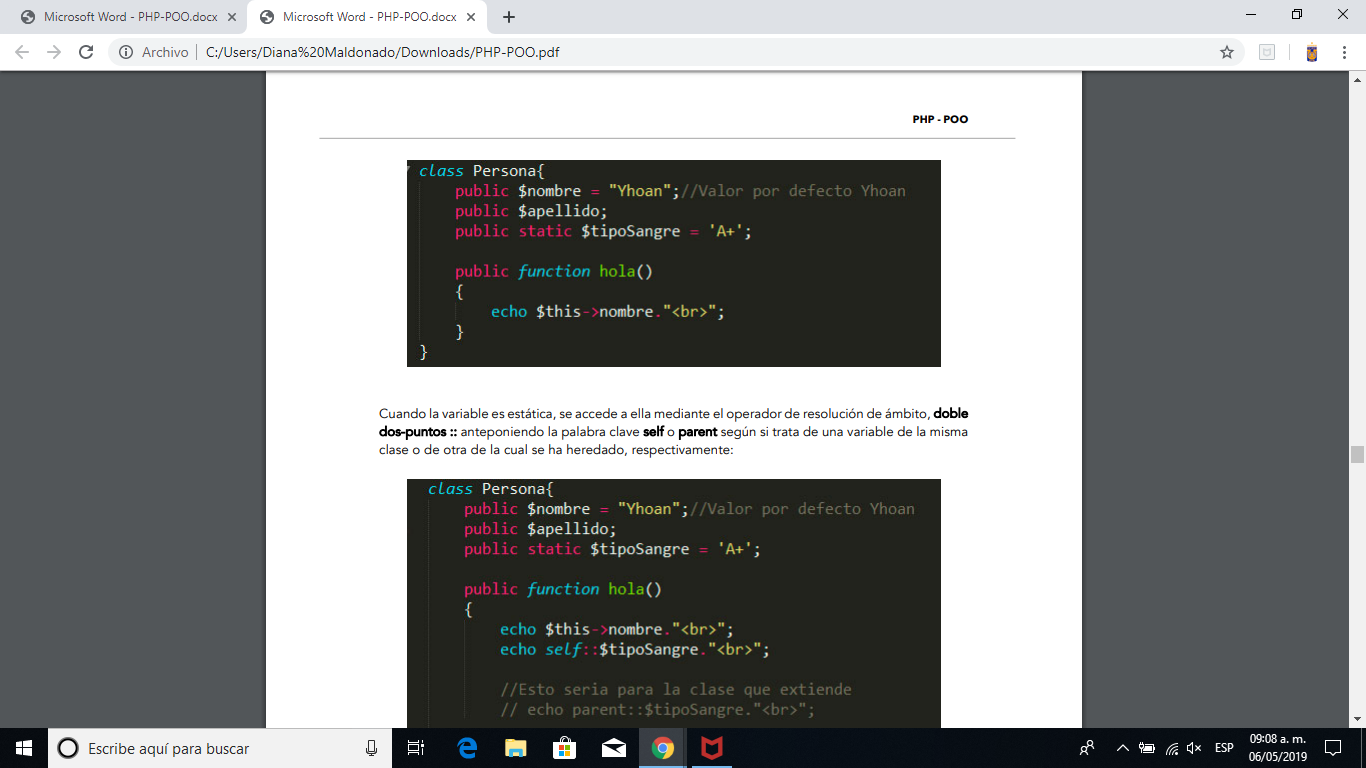 Microsoft Word - PHP-POO.docx
Microsoft Word - PHP-POO.docx
Archivo
C:/Users/Diana%20Maldonado/Downloads/PHP-POO.pdf
PHP - POO
class Persona{
public $nombre = "Yhoan";//Valor por defecto Yhoan
public $apellido;
public static $tipoSangre = 'A+';
public function hola()
{
echo $this->nombre."<br>";
}
}
Cuando la variable es estática, se accede a ella mediante el operador de resolución de ámbito, doble
dos-puntos :: anteponiendo la palabra clave self o parent según si trata de una variable de la misma
clase o de otra de la cual se ha heredado, respectivamente:
class Persona{
public $nombre = "Yhoan";//Valor por defecto Yhoan
public $apellido;
public static $tipoSangre = 'A+';
public function hola()
{
echo $this->nombre."<br>";
echo self::$tipoSangre."<br>";
//Esto seria para la clase que extiende
// echo parent::$tipoSangre."<br>";
Escribe aquí para buscar
ESP
09:08 a. m.
06/05/2019